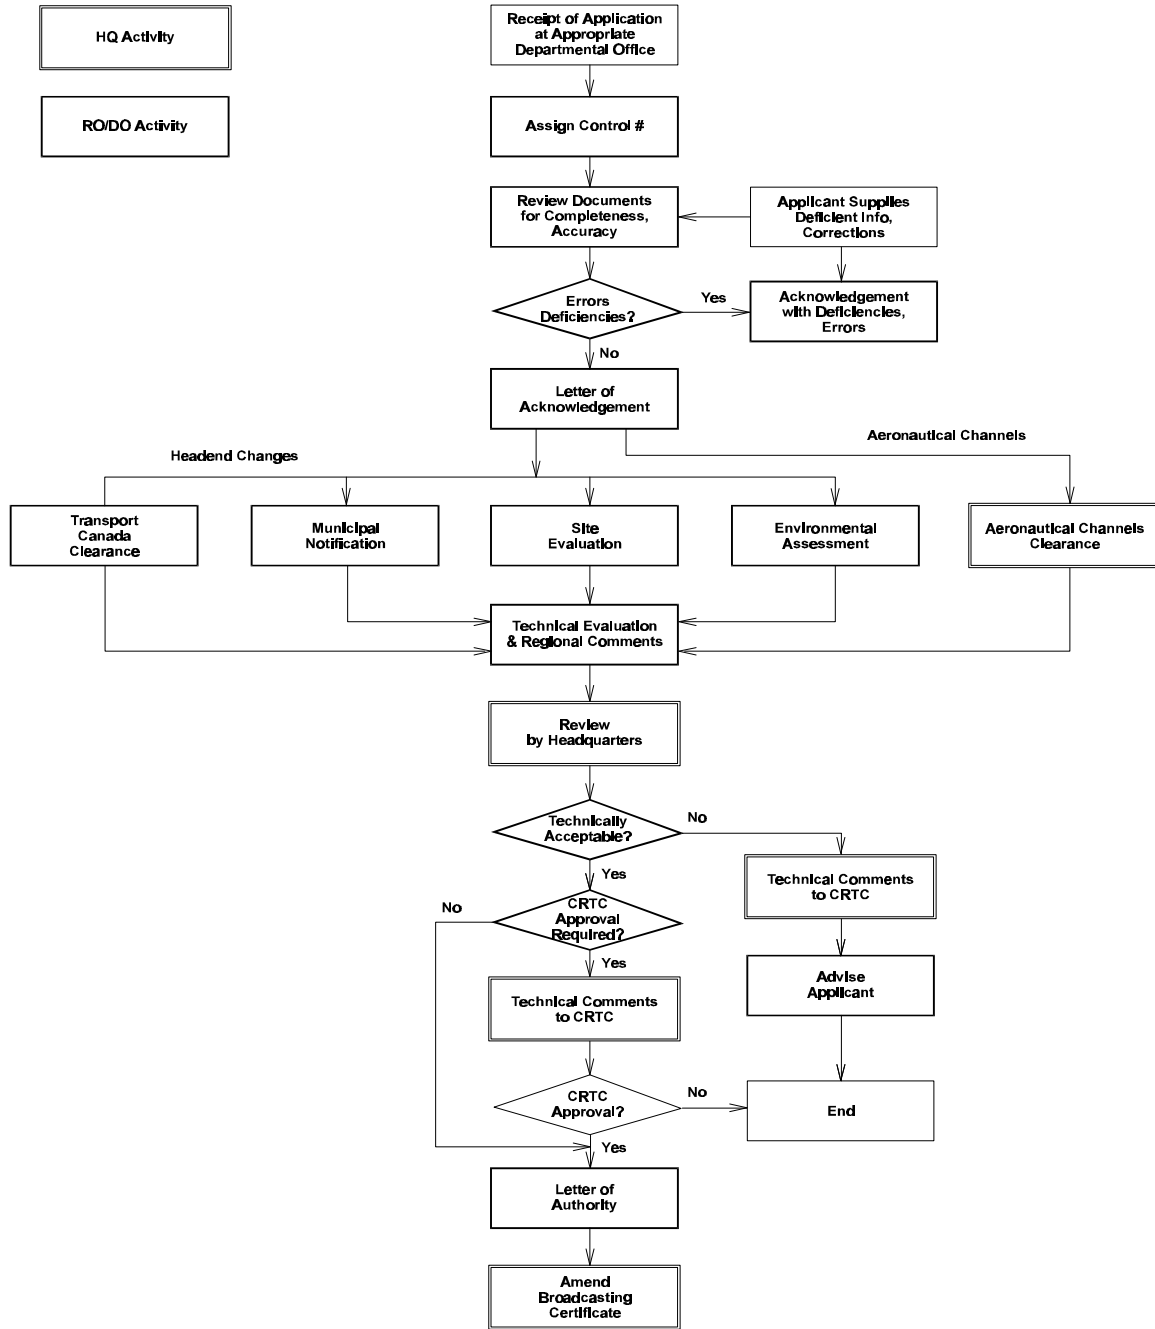 HQ Activity
RO/DO Activity
Receipt of Application
at Appropriate
Departmental Office
Assign Control #
Review Documents
for Completeness,
Accuracy
Applicant Supplies
Deficient Info,
Corrections
Errors
Deficiencies?
Yes
Acknowledgement
with Deficiencies,
Errors
No
Letter of
Acknowledgement
Headend Changes
Aeronautical Channels
Transport
Canada
Clearance
Municipal
Notification
Site
Evaluation
Environmental
Assessment
Aeronautical Channels
Clearance
Technical Evaluation
& Regional Comments
Review
by Headquarters
Technically
Acceptable?
No
Yes
Technical Comments
to CRTC
No
CRTC
Approval
Required?
Yes
Advise
Applicant
Technical Comments
to CRTC
CRTC
Approval?
No
End
Yes
Letter of
Authority
Amend
Broadcasting
Certificate